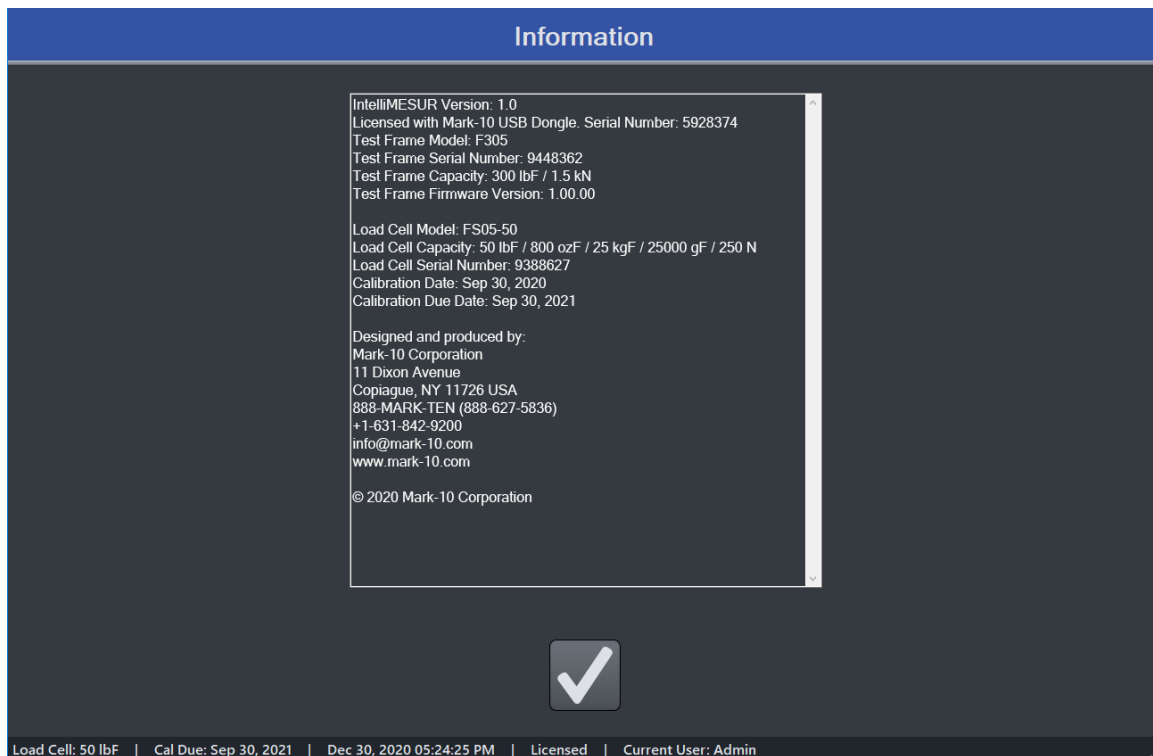 Information
IntelliMESUR Version: 1.0
Licensed with Mark-10 USB Dongle. Serial Number: 5928374
Test Frame Model: F305
Test Frame Serial Number: 9448362
Test Frame Capacity: 300 lbF / 1.5 kN
Test Frame Firmware Version: 1.00.00
Load Cell Model: FS05-50
Load Cell Capacity: 50 lbF / 800 ozF / 25 kgF / 25000 gF / 250 N
Load Cell Serial Number: 9388627
Calibration Date: Sep 30, 2020
Calibration Due Date: Sep 30, 2021
Designed and produced by:
Mark-10 Corporation
11 Dixon Avenue
Copiague, NY 11726 USA
888-MARK-TEN (888-627-5836)
+1-631-842-9200
info@mark-10.com
www.mark-10.com
© 2020 Mark-10 Corporation
Load Cell: 50 lbF | Cal Due: Sep 30, 2021 | Dec 30, 2020 05:24:25 PM | Licensed | Current User: Admin